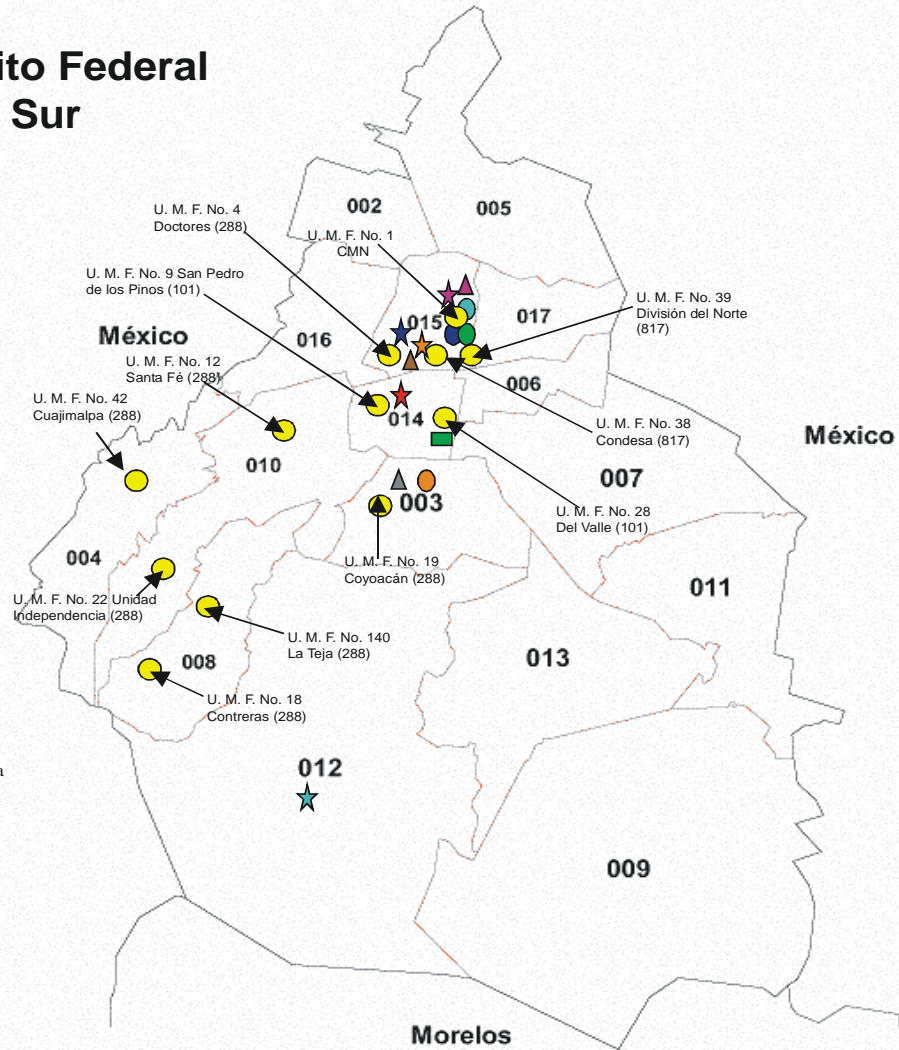 ito Federal
Sur
002
005
U. M. F. No. 4
Doctores (288)
U. M. F. No. 1
CMN
U. M. F. No. 9 San Pedro
de los Pinos (101)
U. M. F. No. 39
División del Norte
(817)
015
017
016
México
U. M. F. No. 12
Santa Fé (288)
006
U. M. F. No. 42
Cuajimalpa (288)
014
U. M. F. No. 38
Condesa (817)
México
010
007
003
U. M. F. No. 28
Del Valle (101)
004
U. M. F. No. 19
Coyoacán (288)
011
U. M. F. No. 22 Unidad
Independencia (288)
U. M. F. No. 140
La Teja (288)
008
013
U. M. F. No. 18
Contreras (288)
a
012
009
Morelos